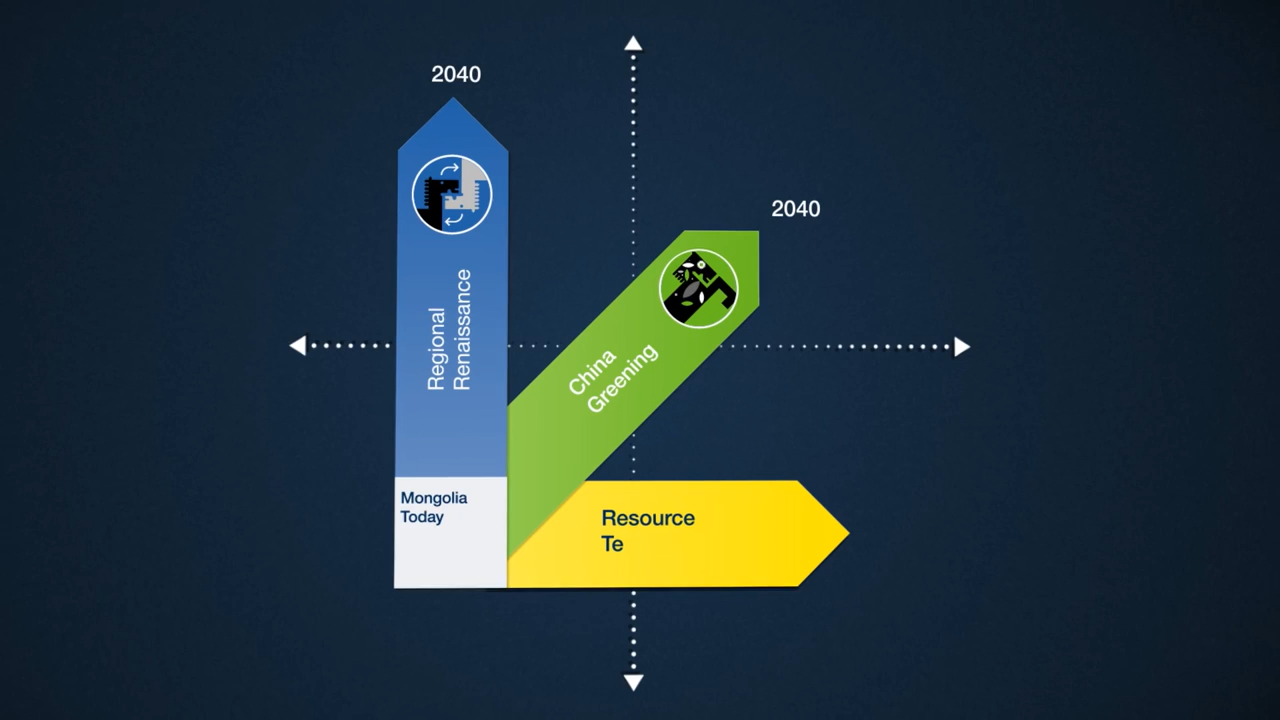 2040
2040
Regional
Renaissance
China
Greening
Mongolia
Today
Resource
Te